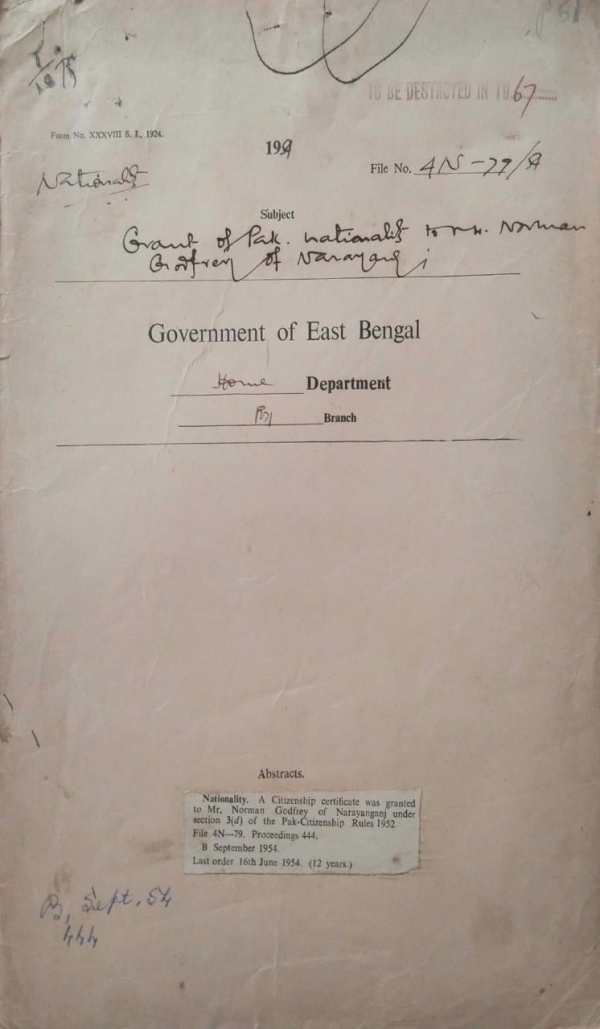 TO BE DESTROYED IN 1967
Form No. XXXVIII S. I., 1924.
File No. 4N-79/
Subject
Grant of Pak. nationality to Mr. Norman
Godfrey of Narayanganj
Government of East Bengal
Home Department
Branch
Abstracts.
Nationality. A Citizenship certificate was granted
to Mr. Norman Godfrey of Narayanganj under
section 3(d) of the Pak-Citizenship Rules 1952.
File 4N—79. Proceedings 444.
B September 1954.
Last order 16th June 1954. (12 years.)
B, Sept. 54
444